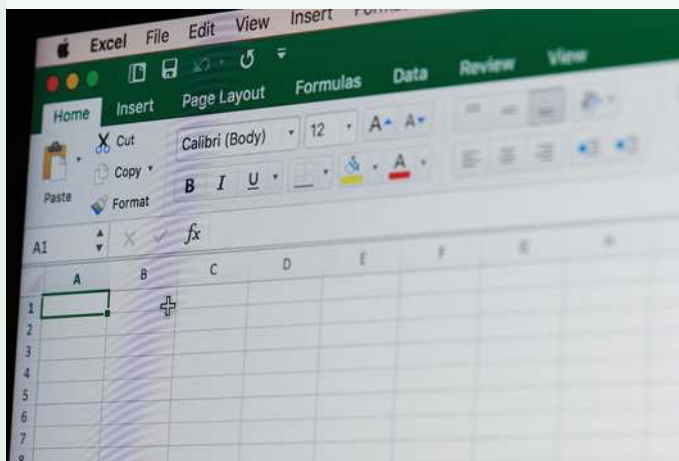 Excel File Edit View Insert
Home Insert Page Layout Formulas Data Review View
Cut
Calibri (Body) 12 A A
Copy
Paste
Format
B I U A
A1 fx
A B C D E F G H
1
2
3
4
5
6
7
8